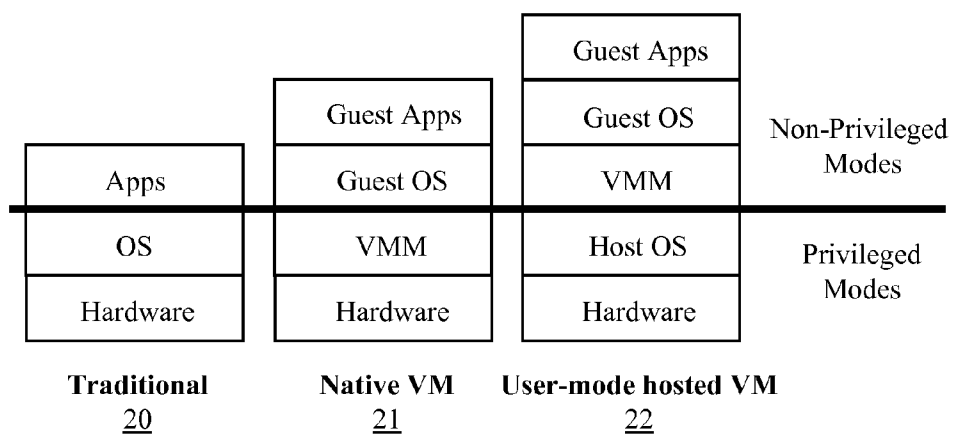 Guest Apps
Guest Apps
Guest OS
Non-Privileged
Modes
Apps
Guest OS
VMM
OS
VMM
Host OS
Privileged
Modes
Hardware
Hardware
Hardware
Traditional
Native VM
User-mode hosted VM
20
21
22